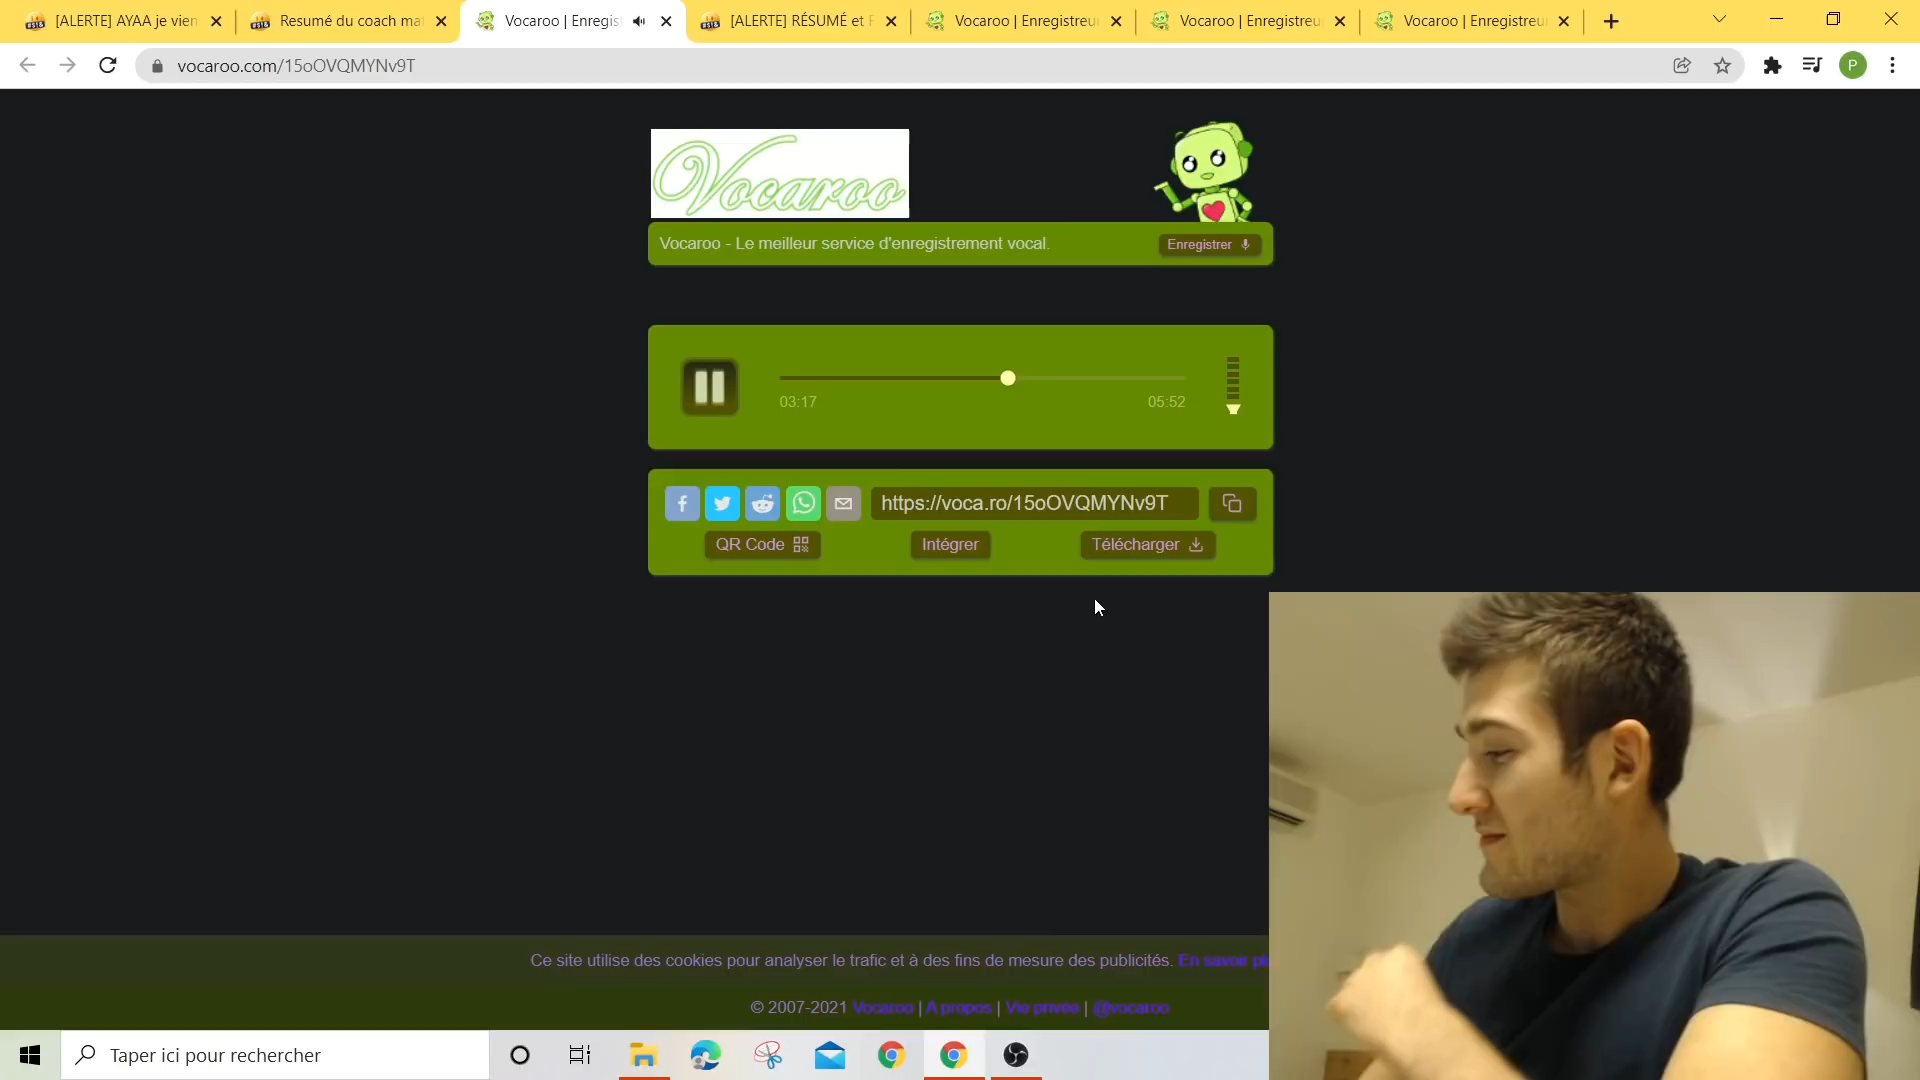 [ALERTE] AYAA je vien
Resumé du coach ma
Vocaroo | Enregis
[ALERTE] RÉSUMÉ et
Vocaroo | Enregistreu
Vocaroo | Enregistreu
Vocaroo | Enregistreu
vocaroo.com/15oOVQMYNv9T
P
Vocaroo
Vocaroo - Le meilleur service d'enregistrement vocal.
Enregistrer
03:17
05:52
https://voca.ro/15oOVQMYNv9T
QR Code
Intégrer
Télécharger
Ce site utilise des cookies pour analyser le trafic et à des fins de mesure des publicités. En savoir pl
© 2007-2021 Vocaroo | A propos | Vie privée | @vocaroo
Taper ici pour rechercher